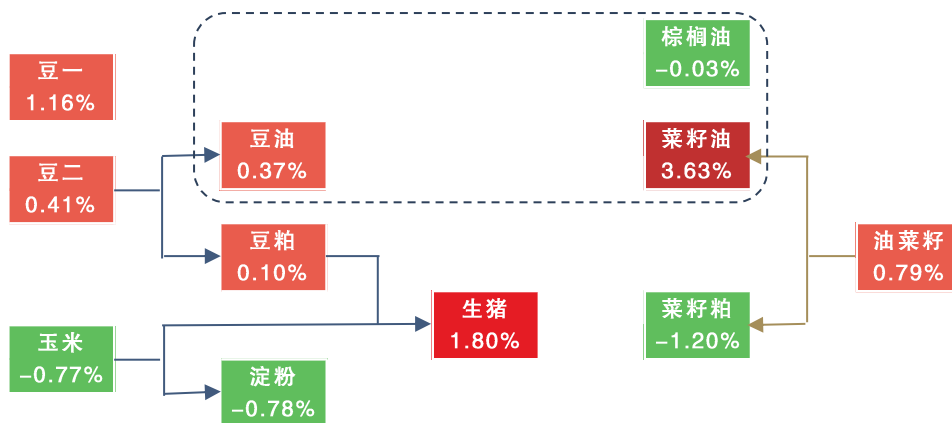 棕榈油
-0.03%
豆一
1.16%
豆油
0.37%
菜籽油
3.63%
豆二
0.41%
豆粕
0.10%
油菜籽
0.79%
生猪
1.80%
菜籽粕
-1.20%
玉米
-0.77%
淀粉
-0.78%